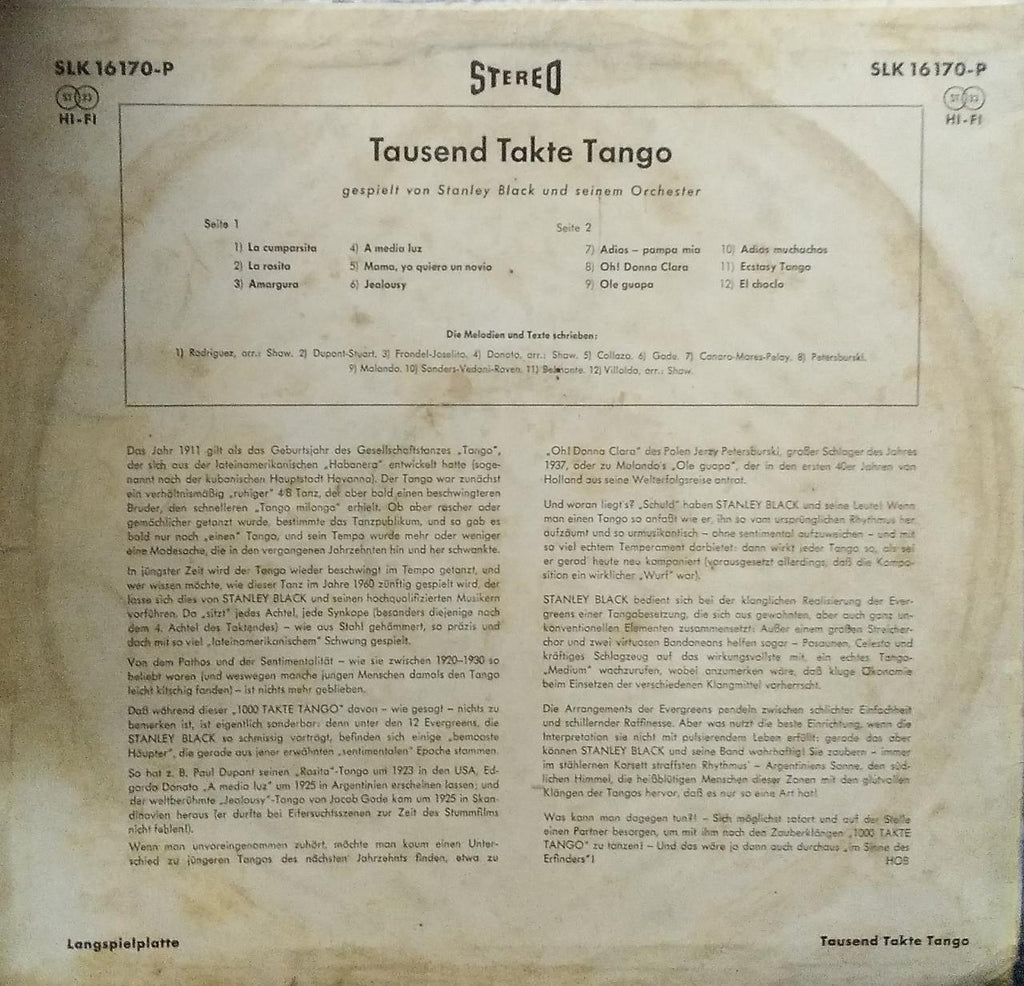 SLK 16170-P
STEREO
SLK 16170-P
ST 33
HI-FI
ST 33
HI-FI
Tausend Takte Tango
gespielt von Stanley Black und seinem Orchester
Seite 1
1) La cumparsita
2) La rosita
3) Amargura
4) A media luz
5) Mama, yo quiero un novio
6) Jealousy
Seite 2
7) Adios – pampa mia
8) Oh! Donna Clara
9) Ole guapa
10) Adios muchachos
11) Ecstasy Tango
12) El choclo
Die Melodien und Texte schrieben:
1) Rodriguez, arr.: Shaw. 2) Dupont-Stuart. 3) Frondel-Joselito. 4) Donato, arr.: Shaw. 5) Collazo. 6) Gade. 7) Canaro-Mores-Pelay. 8) Petersburski.
9) Malando. 10) Sanders-Vedani-Raven. 11) Belmonte. 12) Villoldo, arr.: Shaw.
Das Jahr 1911 gilt als das Geburtsjahr des Gesellschaftstanzes „Tango“,
der sich aus der lateinamerikanischen „Habanera“ entwickelt hatte (soge-
nannt nach der kubanischen Hauptstadt Havanna). Der Tango war zunächst
ein verhältnismäßig „ruhiger“ 4/8 Tanz, der aber bald einen beschwingteren
Bruder, den schnelleren „Tango milonga“ erhielt. Ob aber rascher oder
gemächlicher getanzt wurde, bestimmte das Tanzpublikum, und so gab es
bald nur noch „einen“ Tango, und sein Tempo wurde mehr oder weniger
eine Modesache, die in den vergangenen Jahrzehnten hin und her schwankte.
In jüngster Zeit wird der Tango wieder beschwingt im Tempo getanzt, und
wer wissen möchte, wie dieser Tanz im Jahre 1960 zünftig gespielt wird, der
lasse sich dies von STANLEY BLACK und seinen hochqualifizierten Musikern
vorführen. Da „sitzt“ jedes Achtel, jede Synkope (besonders diejenige nach
dem 4. Achtel des Taktendes) – wie aus Stahl gehämmert, so präzis und
doch mit so viel „lateinamerikanischem“ Schwung gespielt.
Von dem Pathos und der Sentimentalität – wie sie zwischen 1920–1930 so
beliebt waren (und weswegen manche jungen Menschen damals den Tango
leicht kitschig fanden) – ist nichts mehr geblieben.
Daß während dieser „1000 TAKTE TANGO“ davon – wie gesagt – nichts zu
bemerken ist, ist eigentlich sonderbar: denn unter den 12 Evergreens, die
STANLEY BLACK so schmissig vorträgt, befinden sich einige „bemooste
Häupter“, die gerade aus jener erwähnten „sentimentalen“ Epoche stammen.
So hat z. B. Paul Dupont seinen „Rosita“-Tango um 1923 in den USA, Ed-
gardo Donato „A media luz“ um 1925 in Argentinien erscheinen lassen; und
der weltberühmte „Jealousy“-Tango von Jacob Gade kam um 1925 in Skan-
dinavien heraus (er durfte bei Eifersuchtsszenen zur Zeit des Stummfilms
nicht fehlen!).
Wenn man unvoreingenommen zuhört, möchte man kaum einen Unter-
schied zu jüngeren Tangos des nächsten Jahrzehnts finden, etwa zu
„Oh! Donna Clara“ des Polen Jerzy Petersburski, großer Schlager des Jahres
1937, oder zu Malando's „Ole guapa“, der in den ersten 40er Jahren von
Holland aus seine Welterfolgsreise antrat.
Und woran liegt's? „Schuld“ haben STANLEY BLACK und seine Leute! Wenn
man einen Tango so anfaßt wie er, ihn so vom ursprünglichen Rhythmus her
aufzäumt und so urmusikantisch – ohne sentimental aufzuweichen – und mit
so viel echtem Temperament darbietet: dann wirkt jeder Tango so, als sei
er gerad' heute neu komponiert (vorausgesetzt allerdings, daß die Kompo-
sition ein wirklicher „Wurf“ war).
STANLEY BLACK bedient sich bei der klanglichen Realisierung der Ever-
greens einer Tangobesetzung, die sich aus gewohnten, aber auch ganz un-
konventionellen Elementen zusammensetzt: Außer einem großen Streicher-
chor und zwei virtuosen Bandoneons helfen sogar – Posaunen, Celesta und
kräftiges Schlagzeug auf das wirkungsvollste mit, ein echtes Tango-
„Medium“ wachzurufen, wobei anzumerken wäre, daß kluge Ökonomie
beim Einsetzen der verschiedenen Klangmittel vorherrscht.
Die Arrangements der Evergreens pendeln zwischen schlichter Einfachheit
und schillernder Raffinesse. Aber was nutzt die beste Einrichtung, wenn die
Interpretation sie nicht mit pulsierendem Leben erfüllt: gerade das aber
können STANLEY BLACK und seine Band wahrhaftig! Sie zaubern – immer
im stählernen Korsett straffsten Rhythmus' – Argentiniens Sonne, den süd-
lichen Himmel, die heißblütigen Menschen dieser Zonen mit den glutvollen
Klängen der Tangos hervor, daß es nur so eine Art hat!
Was kann man dagegen tun?! – Sich möglichst sofort und auf der Stelle
einen Partner besorgen, um mit ihm nach den Zauberklängen „1000 TAKTE
TANGO“ zu tanzen! – Und das wäre ja dann auch durchaus „im Sinne des
Erfinders“! HOB
Langspielplatte
Tausend Takte Tango